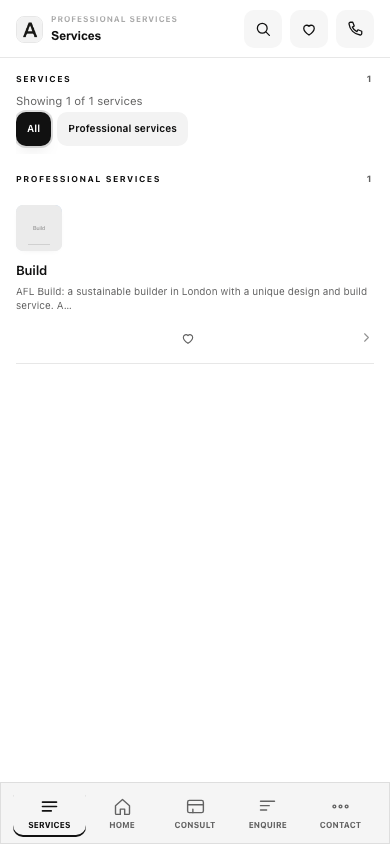 A
PROFESSIONAL SERVICES
Services
SERVICES 1
Showing 1 of 1 services
All Professional services
PROFESSIONAL SERVICES 1
Build
Build
AFL Build: a sustainable builder in London with a unique design and build
service. A...
SERVICES HOME CONSULT ENQUIRE CONTACT